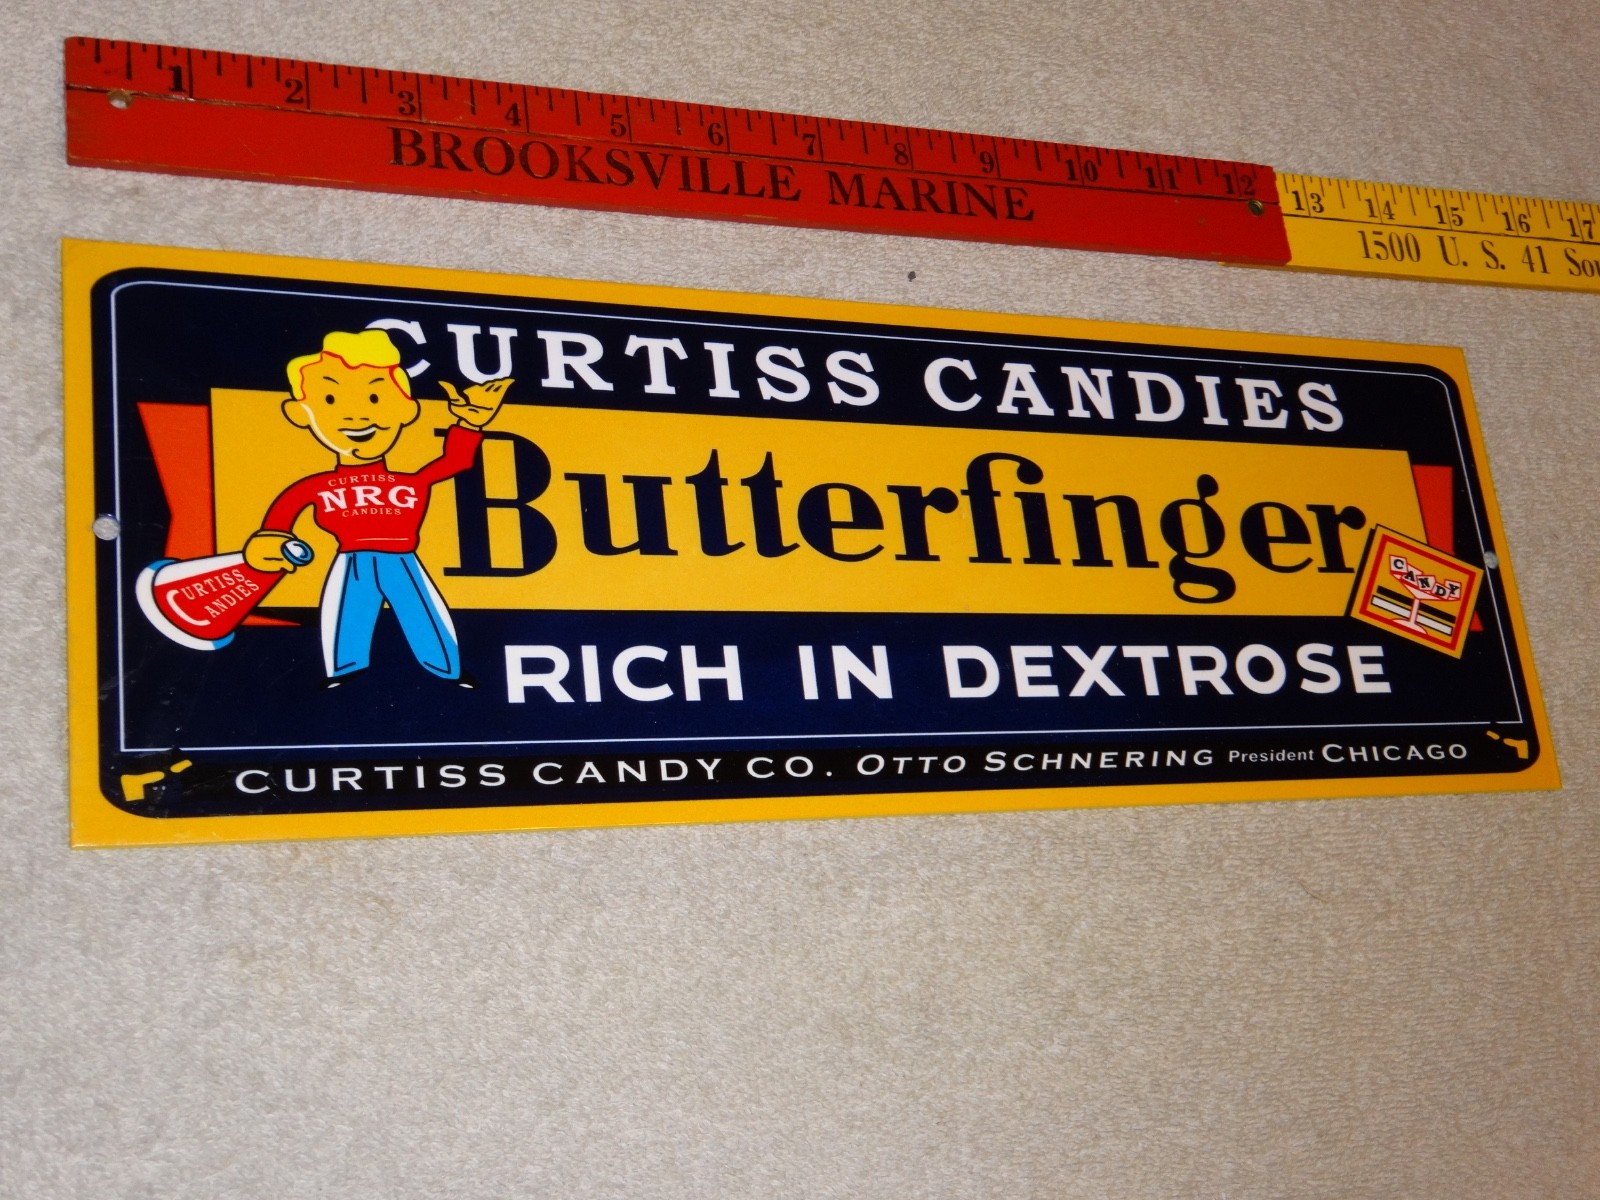 1 2 3 4 5 6 7 8 9 10 11 12 13 14 15 16 17
BROOKSVILLE MARINE
1500 U. S. 41
CURTISS CANDIES
Butterfinger
CURTISS
NRG
CANDIES
CURTISS
CANDIES
CANDY
RICH IN DEXTROSE
CURTISS CANDY CO. OTTO SCHNERING President CHICAGO